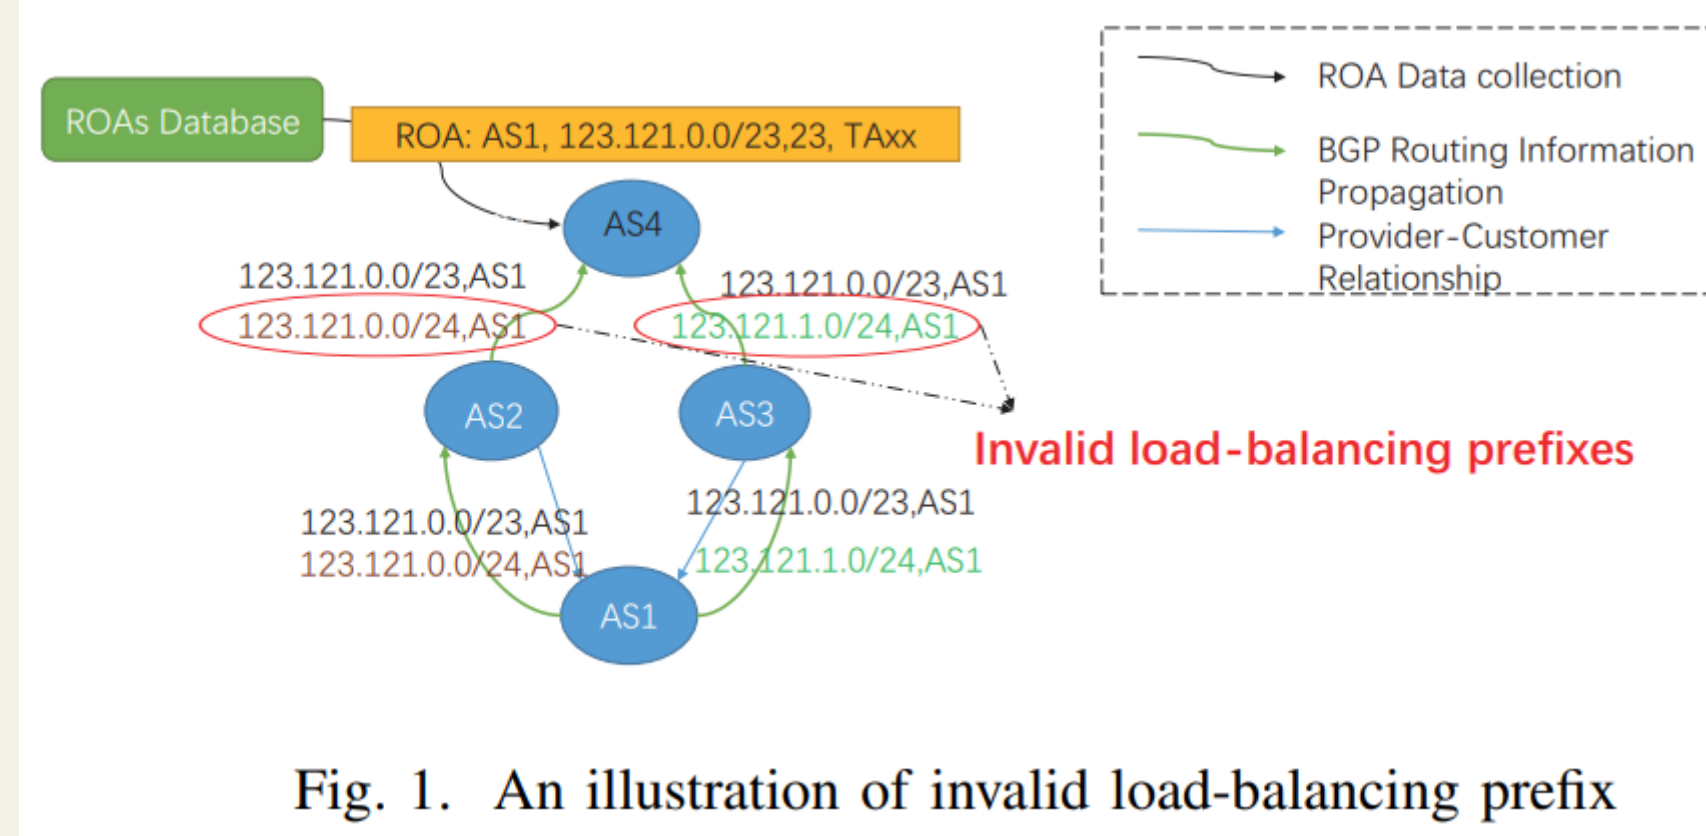 ROAs Database
ROA: AS1, 123.121.0.0/23,23, TAxx
ROA Data collection
BGP Routing Information
Propagation
Provider-Customer
Relationship
AS4
123.121.0.0/23,AS1
123.121.0.0/24,AS1
123.121.0.0/23,AS1
123.121.1.0/24,AS1
AS2
AS3
Invalid load-balancing prefixes
123.121.0.0/23,AS1
123.121.0.0/24,AS1
123.121.0.0/23,AS1
123.121.1.0/24,AS1
AS1
Fig. 1. An illustration of invalid load-balancing prefix